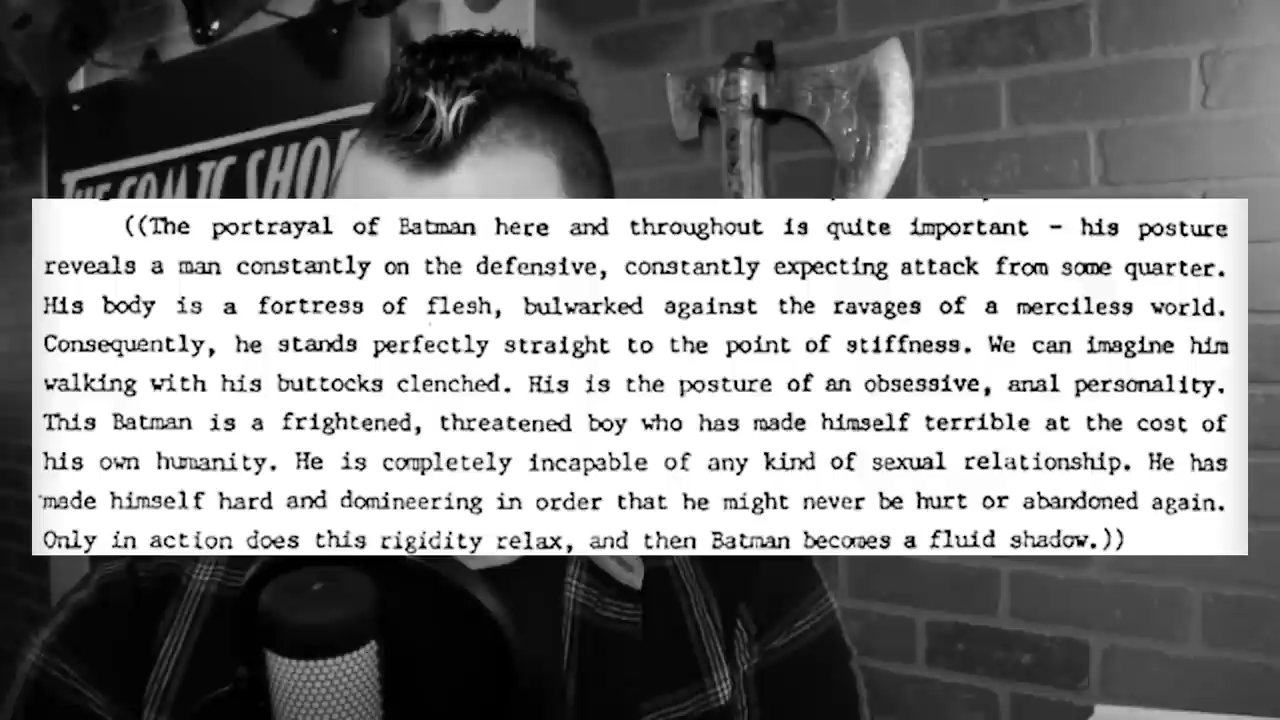 THE COMIC SHOP
((The portrayal of Batman here and throughout is quite important - his posture
reveals a man constantly on the defensive, constantly expecting attack from some quarter.
His body is a fortress of flesh, bulwarked against the ravages of a merciless world.
Consequently, he stands perfectly straight to the point of stiffness. We can imagine him
walking with his buttocks clenched. His is the posture of an obsessive, anal personality.
This Batman is a frightened, threatened boy who has made himself terrible at the cost of
his own humanity. He is completely incapable of any kind of sexual relationship. He has
made himself hard and domineering in order that he might never be hurt or abandoned again.
Only in action does this rigidity relax, and then Batman becomes a fluid shadow.))